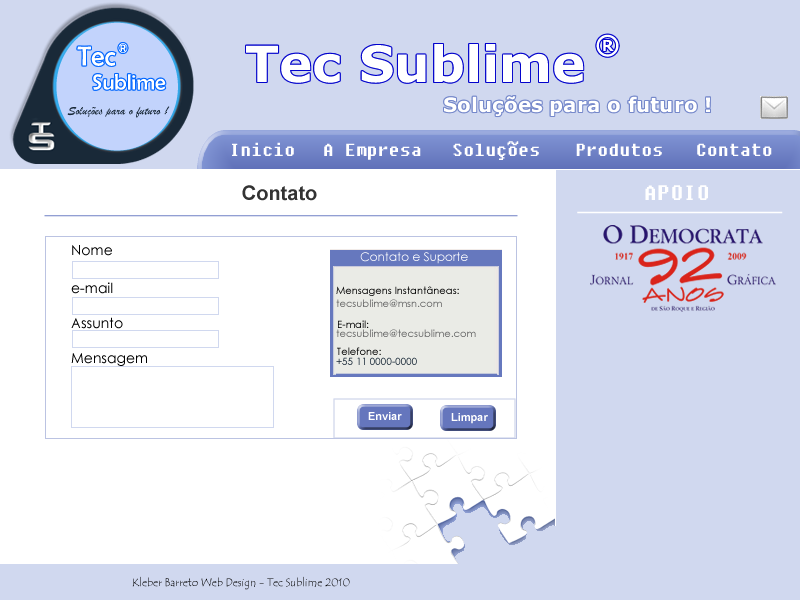 Tec®
Sublime
Soluções para o futuro !
TS
Tec Sublime ®
Soluções para o futuro !
Inicio A Empresa Soluções Produtos Contato
Contato
Nome
e-mail
Assunto
Mensagem
Contato e Suporte
Mensagens Instantâneas:
tecsublime@msn.com
E-mail:
tecsublime@tecsublime.com
Telefone:
+55 11 0000-0000
Enviar Limpar
APOIO
O DEMOCRATA
1917 92 2009
JORNAL ANOS GRÁFICA
DE SÃO ROQUE E REGIÃO
Kleber Barreto Web Design - Tec Sublime 2010